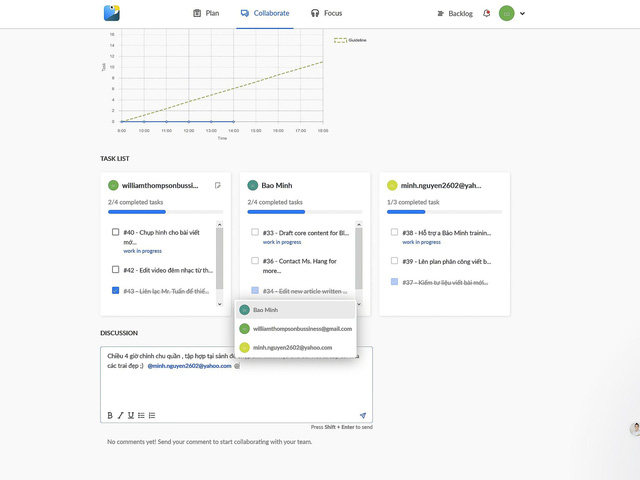 Plan
Collaborate
Focus
Backlog
16
14
12
10
8
6
4
2
0
Task
9:00
10:00
11:00
12:00
13:00
14:00
15:00
16:00
17:00
18:00
Time
Guideline
TASK LIST
williamthompsonbussi...
2/4 completed tasks
#40 - Chụp hình cho bài viết
mớ...
work in progress
#42 - Edit video đêm nhạc từ th...
#43 - Liên lạc Mr. Tuấn để thiế...
Bao Minh
2/4 completed tasks
#33 - Draft core content for Bl...
work in progress
#36 - Contact Ms. Hang for
more...
#34 - Edit new article written ...
minh.nguyen2602@yah...
1/3 completed task
#38 - Hỗ trợ a Bảo Minh trainin...
work in progress
#39 - Lên plan phân công viết b...
#37 - Kiểm tư liệu viết bài mới...
Bao Minh
williamthompsonbussiness@gmail.com
minh.nguyen2602@yahoo.com
DISCUSSION
Chiều 4 giờ chỉnh chu quần , tập hợp tại sảnh
các trai đẹp ;) @minh.nguyen2602@yahoo.com @
B I U
Press Shift + Enter to send
No comments yet! Send your comment to start collaborating with your team.